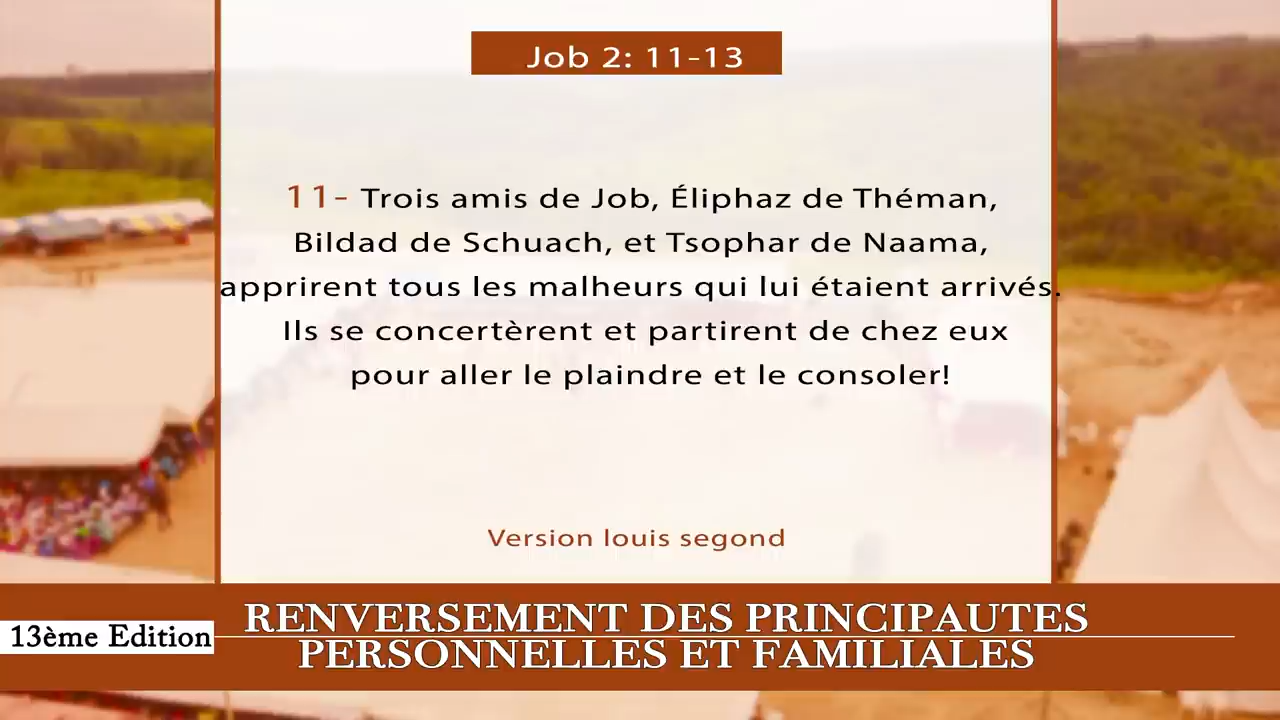 Job 2: 11-13
11- Trois amis de Job, Éliphaz de Théman,
Bildad de Schuach, et Tsophar de Naama,
apprirent tous les malheurs qui lui étaient arrivés.
Ils se concertèrent et partirent de chez eux
pour aller le plaindre et le consoler!
Version louis segond
13ème Edition
RENVERSEMENT DES PRINCIPAUTES
PERSONNELLES ET FAMILIALES